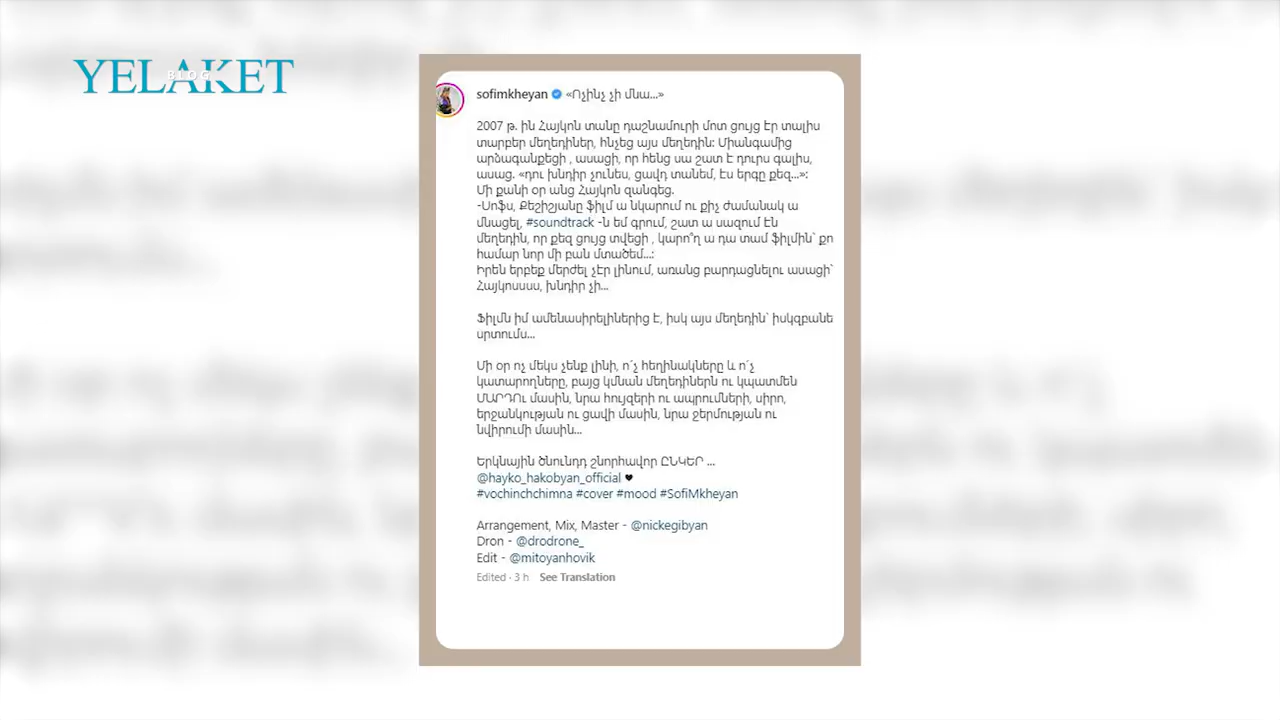 YELAKET
BLOG
sofimkheyan «Ոչինչ չի մնա...»
2007 թ. ին Հայկոն տանը դաշնամուրի մոտ ցույց էր տալիս
տարբեր մեղեդիներ, հնչեց այս մեղեդին: Միանգամից
արձագանքեցի , ասացի, որ հենց սա շատ է դուրս գալիս,
ասաց. «դու խնդիր չունես, ցավդ տանեմ, էս երգը քեզ...»:
Մի քանի օր անց Հայկոն զանգեց.
-Սոֆս, Քեշիշյանը ֆիլմ ա նկարում ու քիչ ժամանակ ա
մնացել, #soundtrack -ն եմ գրում, շատ ա սազում էն
մեղեդին, որ քեզ ցույց տվեցի , կարո՞ղ ա դա տամ ֆիլմին՝ քո
համար նոր մի բան մտածեմ...:
Իրեն երբեք մերժել չէր լինում, առանց բարդացնելու ասացի՝
Հայկոսսսս, խնդիր չի...
Ֆիլմն իմ ամենասիրելիներից է, իսկ այս մեղեդին՝ իսկզբանե
սրտումս...
Մի օր ոչ մեկս չենք լինի, ո՛չ հեղինակները և ո՛չ
կատարողները, բայց կմնան մեղեդիներն ու կպատմեն
ՄԱՐԴՈւ մասին, նրա հույզերի ու ապրումների, սիրո,
երջանկության ու ցավի մասին, նրա ջերմության ու
նվիրումի մասին...
Երկնային ծնունդդ շնորհավոր ԸՆԿԵՐ ...
@hayko_hakobyan_official 🖤
#vochinchchimna #cover #mood #SofiMkheyan
Arrangement, Mix, Master - @nickegibyan
Dron - @drodrone_
Edit - @mitoyanhovik
Edited · 3 h See Translation